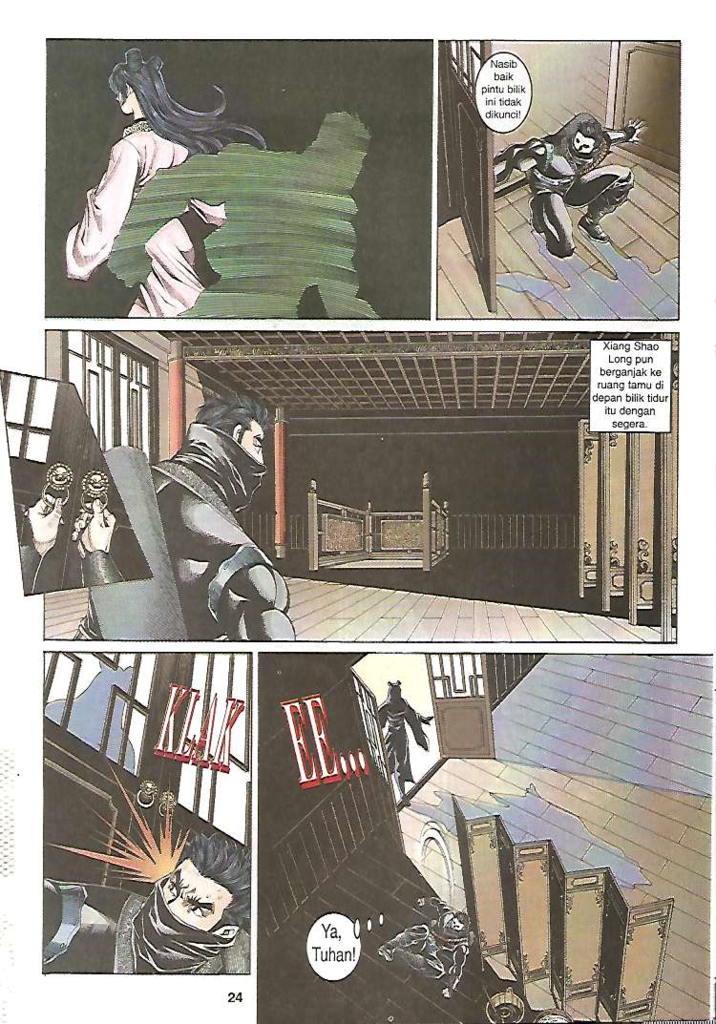 Nasib
baik
pintu bilik
ini tidak
dikunci!
Xiang Shao
Long pun
berganjak ke
ruang tamu di
depan bilik tidur
itu dengan
segera.
KLAK
EE...
Ya,
Tuhan!
24